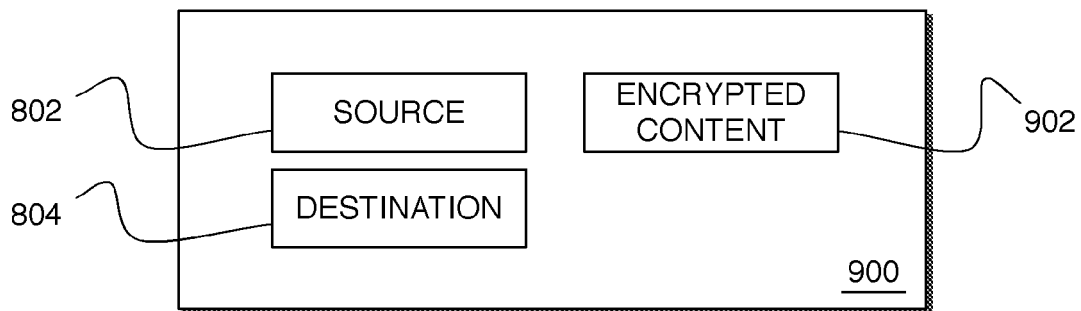 802
SOURCE
ENCRYPTED
CONTENT
902
804
DESTINATION
900